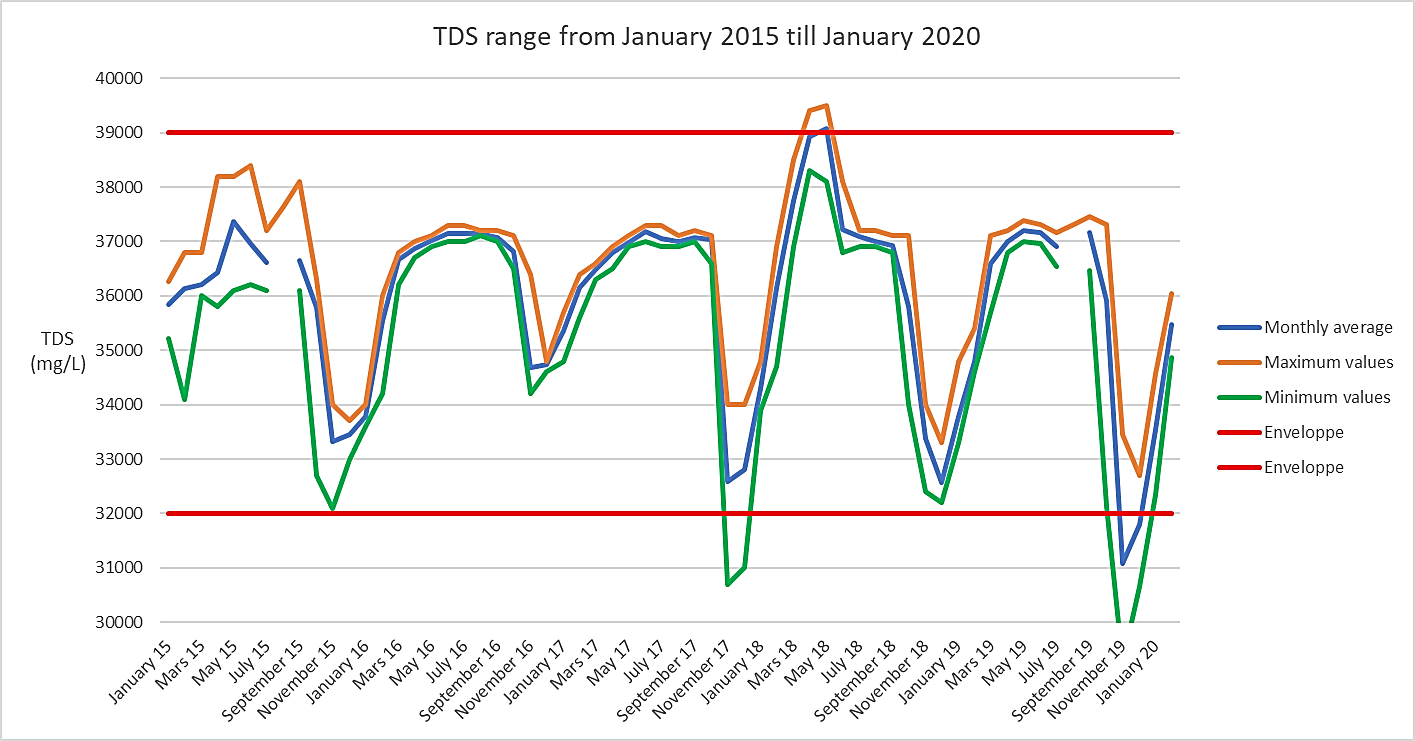 TDS range from January 2015 till January 2020
40000
39000
38000
37000
36000
35000
34000
33000
32000
31000
30000
TDS
(mg/L)
January 15
Mars 15
May 15
July 15
September 15
November 15
January 16
Mars 16
May 16
July 16
September 16
November 16
January 17
Mars 17
May 17
July 17
September 17
November 17
January 18
Mars 18
May 18
July 18
September 18
November 18
January 19
Mars 19
May 19
July 19
September 19
November 19
January 20
Monthly average
Maximum values
Minimum values
Enveloppe
Enveloppe